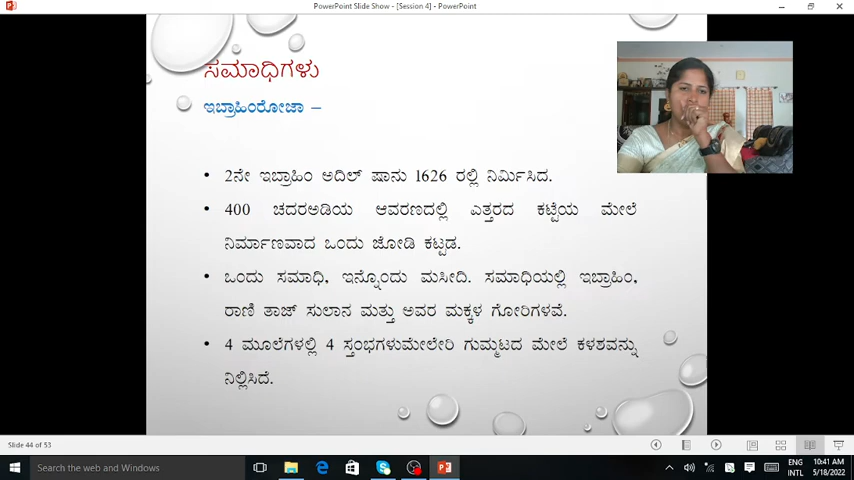 PowerPoint Slide Show - [Session 4] - PowerPoint
ಸಮಾಧಿಗಳು
ಇಬ್ರಾಹಿಂರೋಜಾ –
• 2ನೇ ಇಬ್ರಾಹಿಂ ಅದಿಲ್ ಷಾನು 1626 ರಲ್ಲಿ ನಿರ್ಮಿಸಿದ.
• 400 ಚದರಅಡಿಯ ಆವರಣದಲ್ಲಿ ಎತ್ತರದ ಕಟ್ಟೆಯ ಮೇಲೆ
ನಿರ್ಮಾಣವಾದ ಒಂದು ಜೋಡಿ ಕಟ್ಟಡ.
• ಒಂದು ಸಮಾಧಿ, ಇನ್ನೊಂದು ಮಸೀದಿ. ಸಮಾಧಿಯಲ್ಲಿ ಇಬ್ರಾಹಿಂ,
ರಾಣಿ ತಾಜ್ ಸುಲಾನ ಮತ್ತು ಅವರ ಮಕ್ಕಳ ಗೋರಿಗಳವೆ.
• 4 ಮೂಲೆಗಳಲ್ಲಿ 4 ಸ್ತಂಭಗಳುಮೇಲೇರಿ ಗುಮ್ಮಟದ ಮೇಲೆ ಕಳಶವನ್ನು
ನಿಲ್ಲಿಸಿದೆ.
Slide 44 of 53
Search the web and Windows
ENG
INTL
10:41 AM
5/18/2022